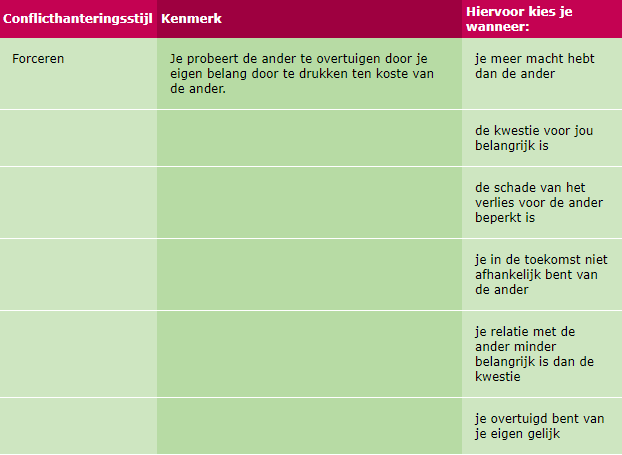 Conflicthanteringsstijl Kenmerk Hiervoor kies je
wanneer:
Forceren Je probeert de ander te overtuigen door je je meer macht hebt
eigen belang door te drukken ten koste van dan de ander
de ander.
de kwestie voor jou
belangrijk is
de schade van het
verlies voor de ander
beperkt is
je in de toekomst niet
afhankelijk bent van
de ander
je relatie met de
ander minder
belangrijk is dan de
kwestie
je overtuigd bent van
je eigen gelijk